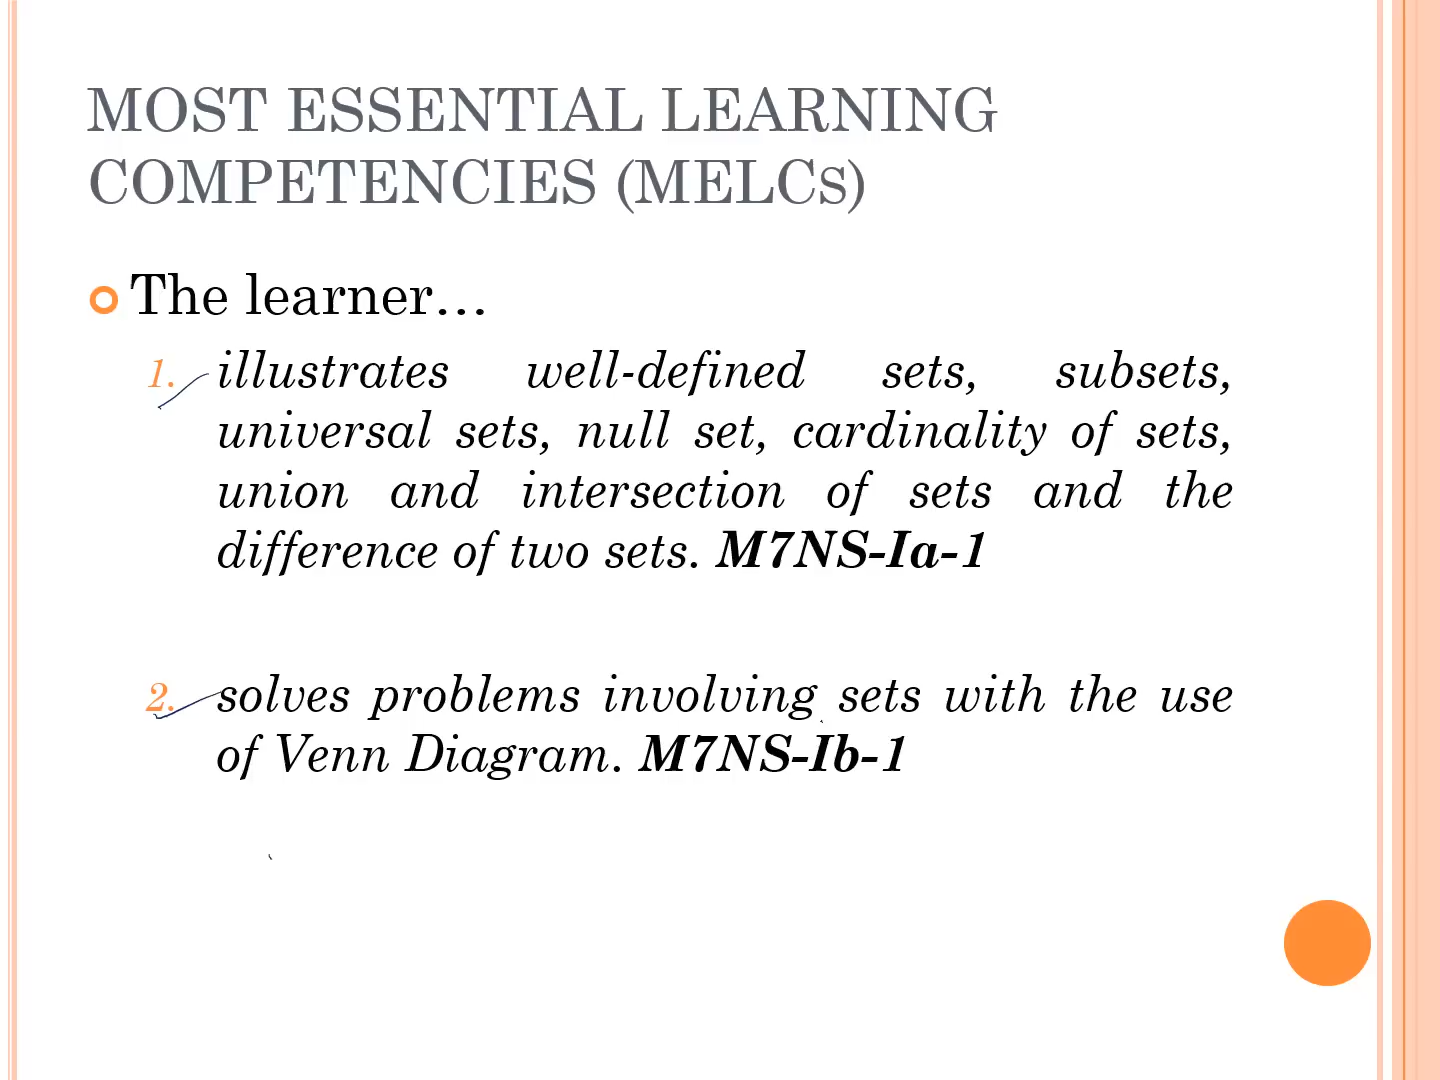 MOST ESSENTIAL LEARNING
COMPETENCIES (MELCS)
The learner...
1. illustrates well-defined sets, subsets,
universal sets, null set, cardinality of sets,
union and intersection of sets and the
difference of two sets. M7NS-Ia-1
2. solves problems involving sets with the use
of Venn Diagram. M7NS-Ib-1